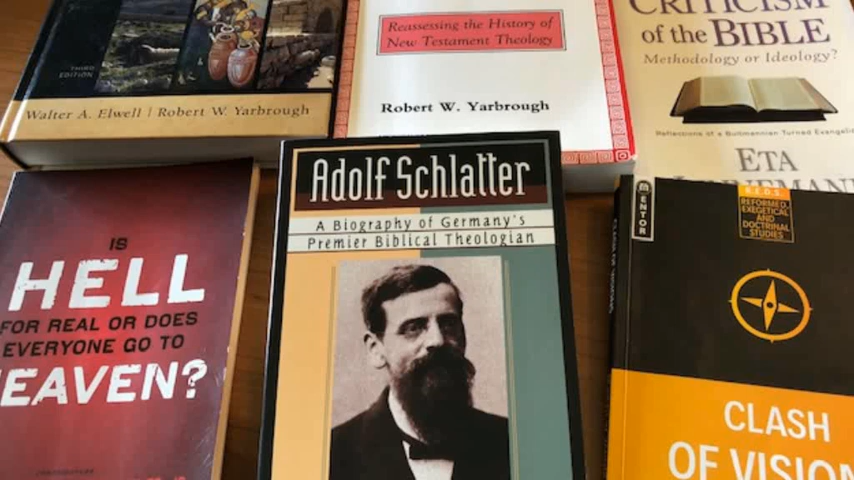 THIRD
EDITION
Walter A. Elwell | Robert W. Yarbrough
Reassessing the History of
New Testament Theology
Robert W. Yarbrough
CRITICISM
of the BIBLE
Methodology or Ideology?
Reflections of a Bultmannian Turned Evangelical
ETA
IS
HELL
FOR REAL OR DOES
EVERYONE GO TO
HEAVEN?
Adolf Schlatter
A Biography of Germany's
Premier Biblical Theologian
MENTOR
R.E.D.S.
REFORMED,
EXEGETICAL
AND
DOCTRINAL
STUDIES
CLASH
OF VISION